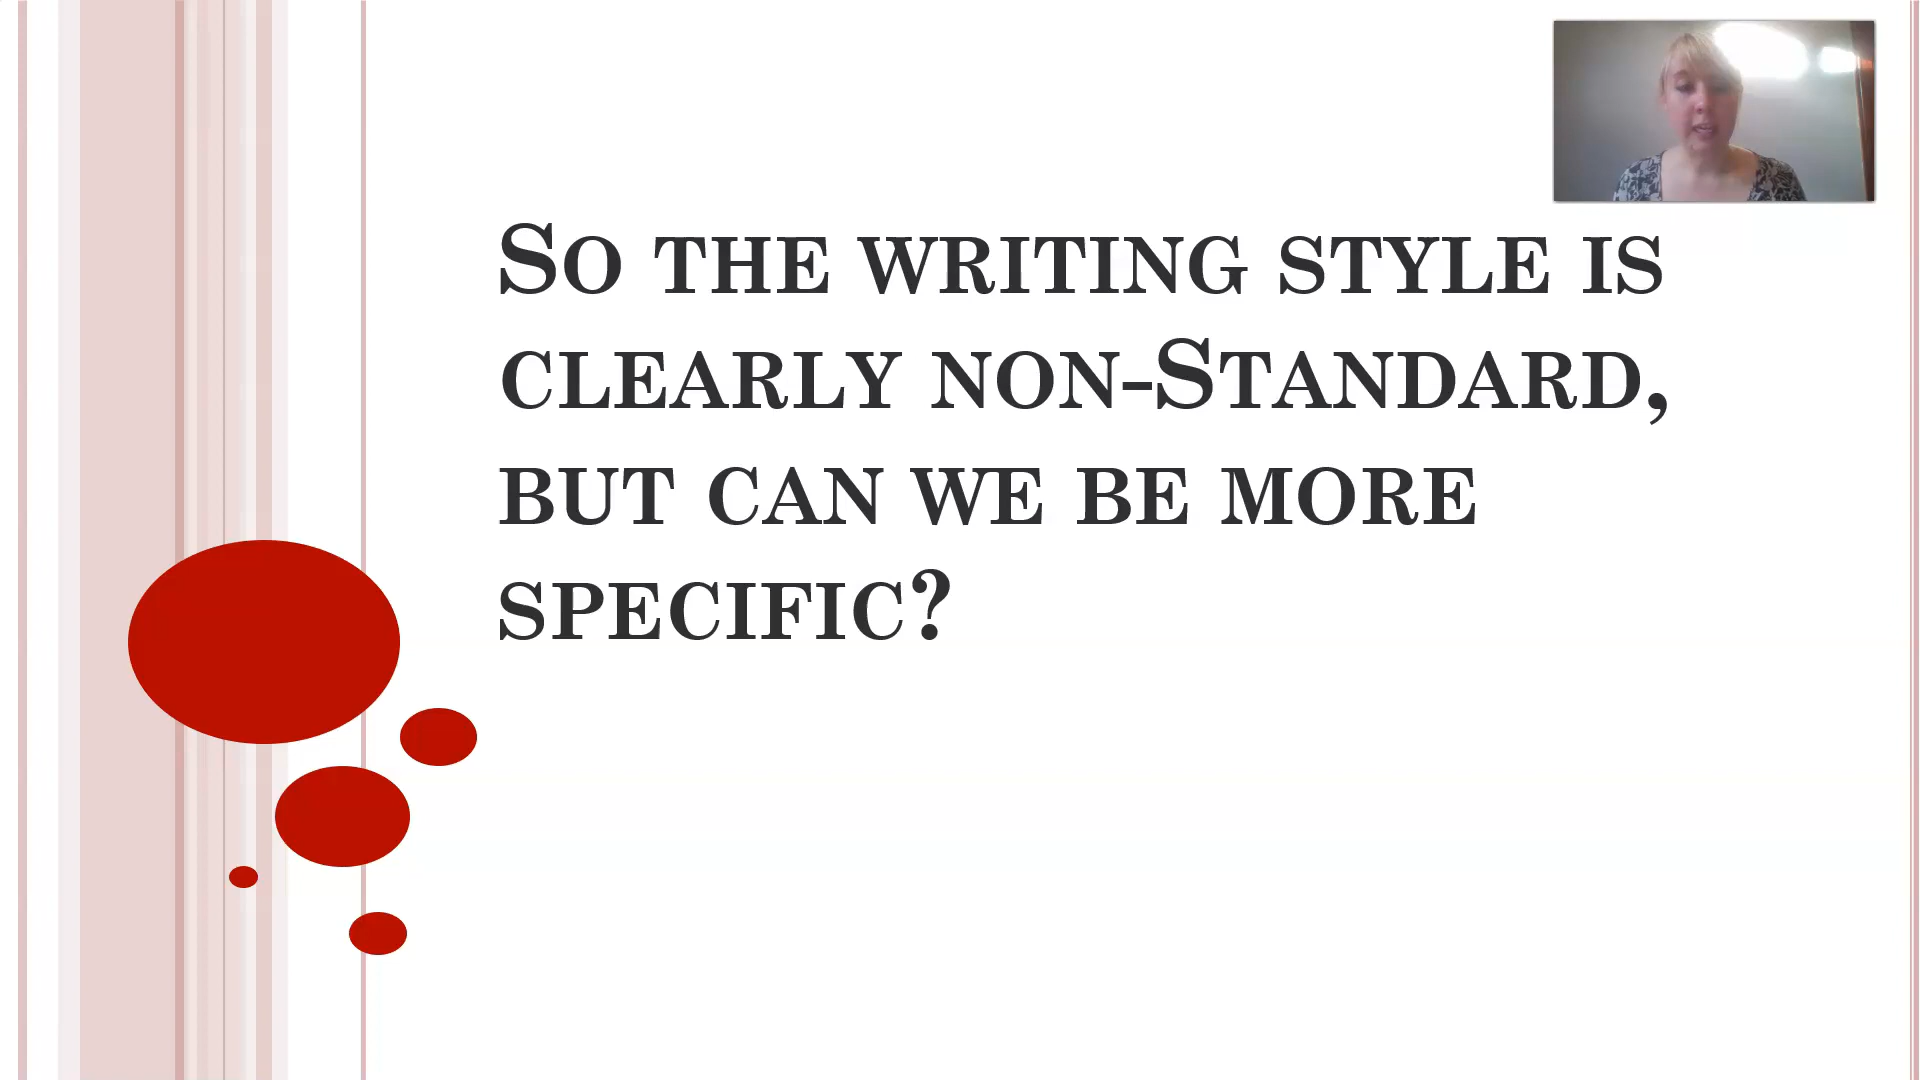 So the writing style is
clearly non-Standard,
but can we be more
specific?